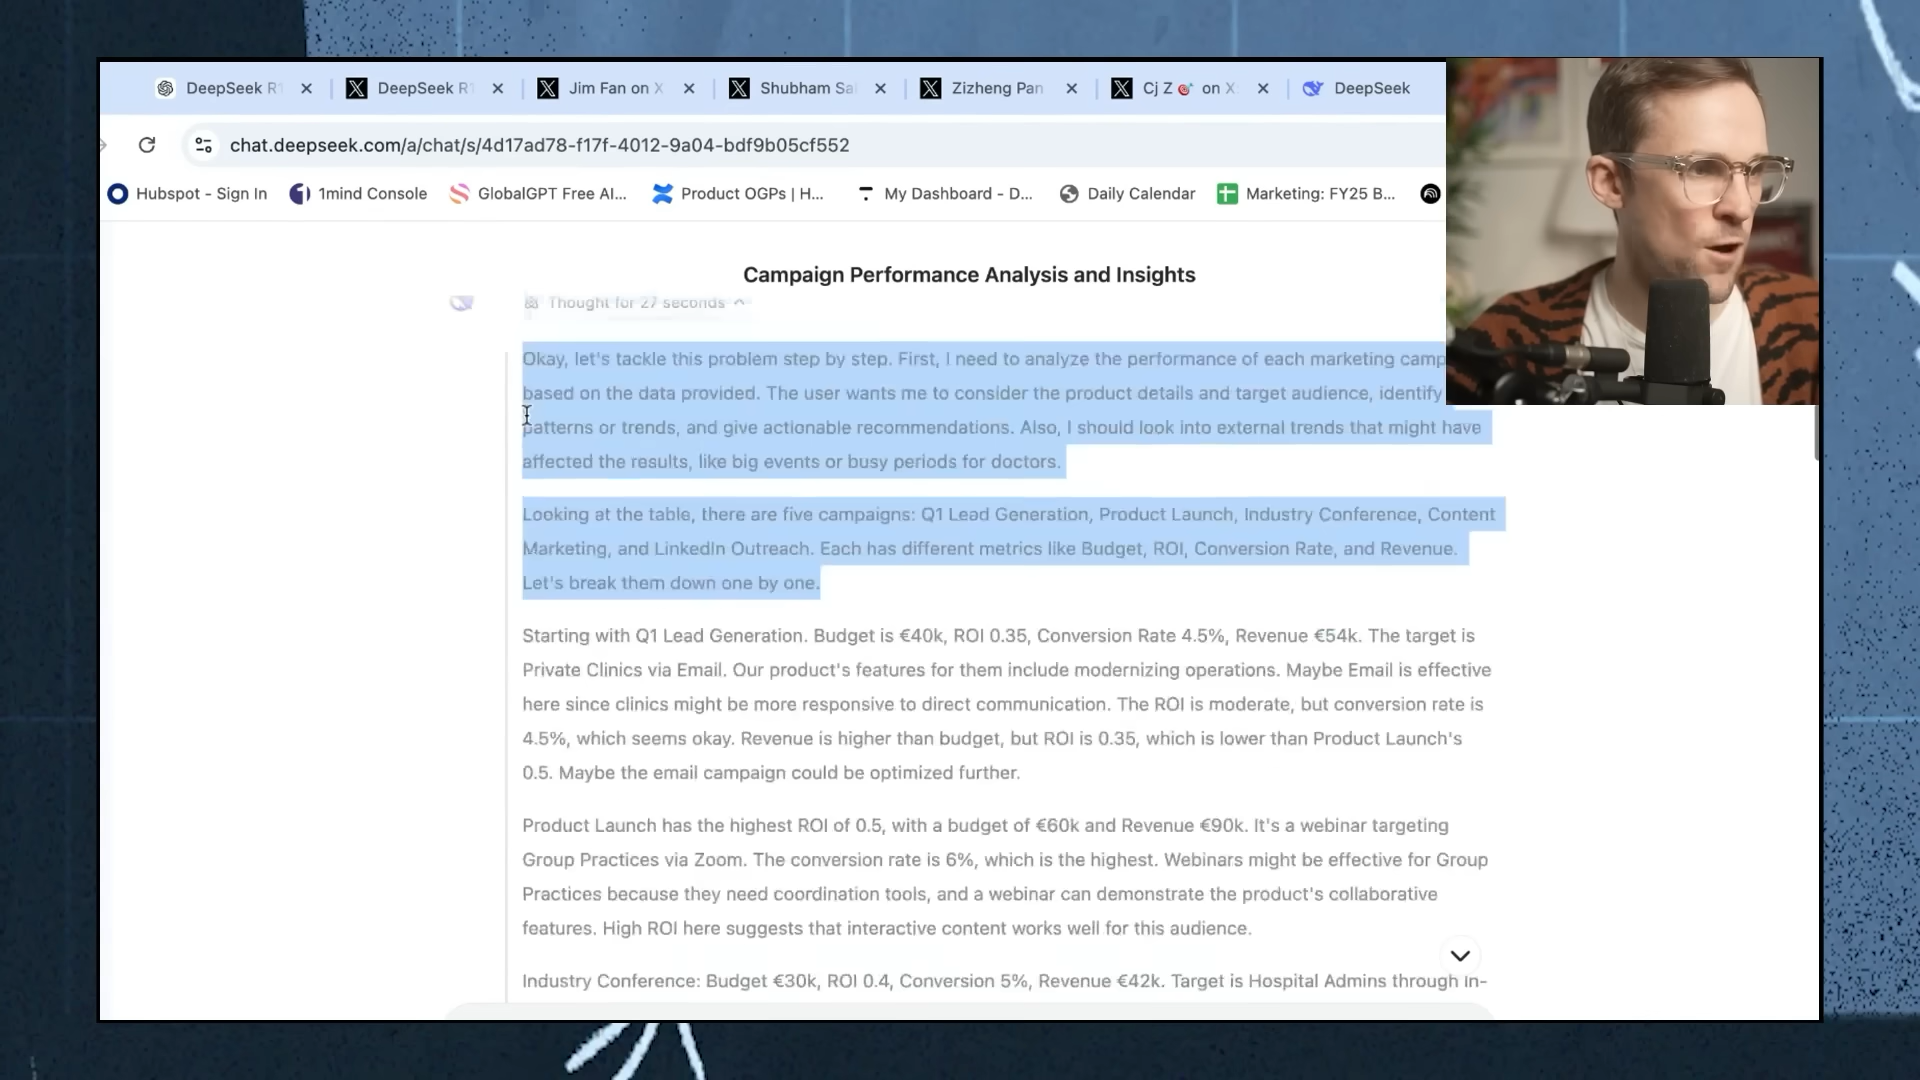 DeepSeek R
DeepSeek R
Jim Fan on X
Shubham Sa
Zizheng Pan
Cj Z 🎯 on X
DeepSeek
chat.deepseek.com/a/chat/s/4d17ad78-f17f-4012-9a04-bdf9b05cf552
Hubspot - Sign In
1mind Console
GlobalGPT Free AI...
Product OGPs | H...
My Dashboard - D...
Daily Calendar
Marketing: FY25 B...
Campaign Performance Analysis and Insights
Thought for 27 seconds
Okay, let's tackle this problem step by step. First, I need to analyze the performance of each marketing camp
based on the data provided. The user wants me to consider the product details and target audience, identify
patterns or trends, and give actionable recommendations. Also, I should look into external trends that might have
affected the results, like big events or busy periods for doctors.
Looking at the table, there are five campaigns: Q1 Lead Generation, Product Launch, Industry Conference, Content
Marketing, and LinkedIn Outreach. Each has different metrics like Budget, ROI, Conversion Rate, and Revenue.
Let's break them down one by one.
Starting with Q1 Lead Generation. Budget is €40k, ROI 0.35, Conversion Rate 4.5%, Revenue €54k. The target is
Private Clinics via Email. Our product's features for them include modernizing operations. Maybe Email is effective
here since clinics might be more responsive to direct communication. The ROI is moderate, but conversion rate is
4.5%, which seems okay. Revenue is higher than budget, but ROI is 0.35, which is lower than Product Launch's
0.5. Maybe the email campaign could be optimized further.
Product Launch has the highest ROI of 0.5, with a budget of €60k and Revenue €90k. It's a webinar targeting
Group Practices via Zoom. The conversion rate is 6%, which is the highest. Webinars might be effective for Group
Practices because they need coordination tools, and a webinar can demonstrate the product's collaborative
features. High ROI here suggests that interactive content works well for this audience.
Industry Conference: Budget €30k, ROI 0.4, Conversion 5%, Revenue €42k. Target is Hospital Admins through In-